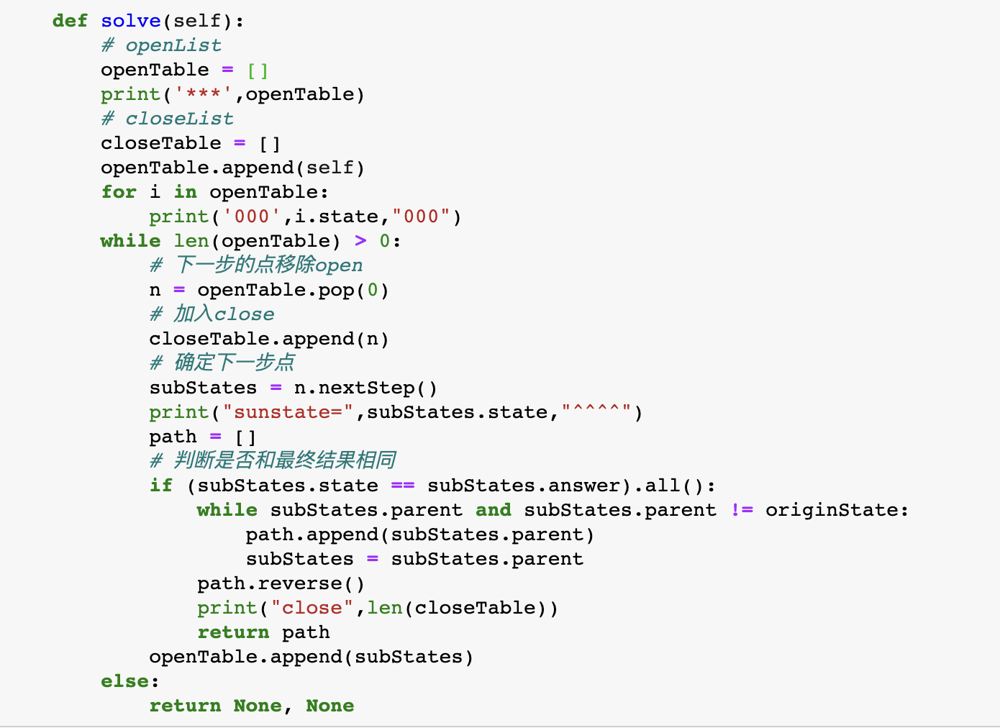 def solve(self):
# openList
openTable = []
print('***',openTable)
# closeList
closeTable = []
openTable.append(self)
for i in openTable:
print('000',i.state,"000")
while len(openTable) > 0:
# 下一步的点移除open
n = openTable.pop(0)
# 加入close
closeTable.append(n)
# 确定下一步点
subStates = n.nextStep()
print("sunstate=",subStates.state,"^^^^")
path = []
# 判断是否和最终结果相同
if (subStates.state == subStates.answer).all():
while subStates.parent and subStates.parent != originState:
path.append(subStates.parent)
subStates = subStates.parent
path.reverse()
print("close",len(closeTable))
return path
openTable.append(subStates)
else:
return None, None